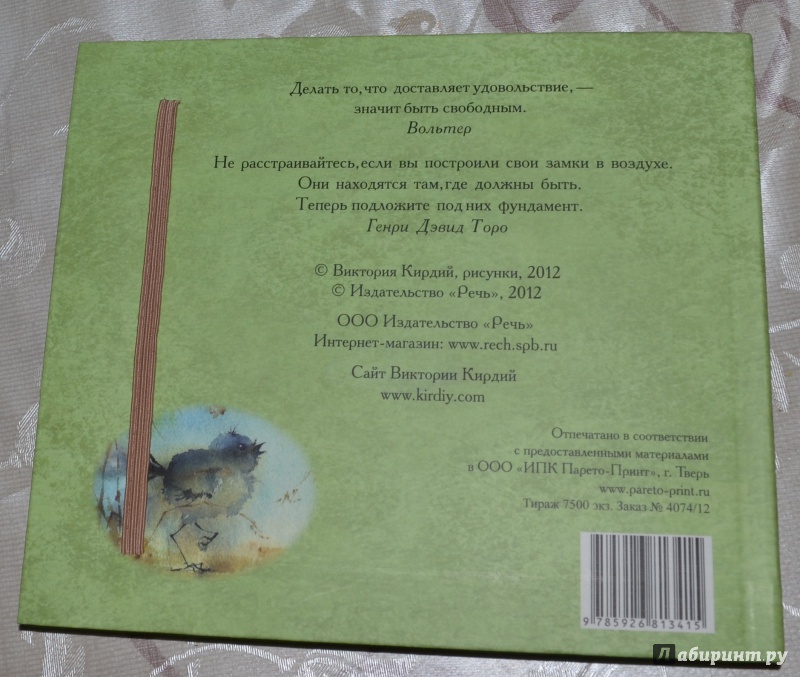 Делать то, что доставляет удовольствие, —
значит быть свободным.
Вольтер
Не расстраивайтесь, если вы построили свои замки в воздухе.
Они находятся там, где должны быть.
Теперь подложите под них фундамент.
Генри Дэвид Торо
© Виктория Кирдий, рисунки, 2012
© Издательство «Речь», 2012
ООО Издательство «Речь»
Интернет-магазин: www.rech.spb.ru
Сайт Виктории Кирдий
www.kirdiy.com
Отпечатано в соответствии
с предоставленными материалами
в ООО «ИПК Парето-Принт», г. Тверь
www.pareto-print.ru
Тираж 7500 экз. Заказ № 4074/12
9 785926 813415
Лабиринт.ру